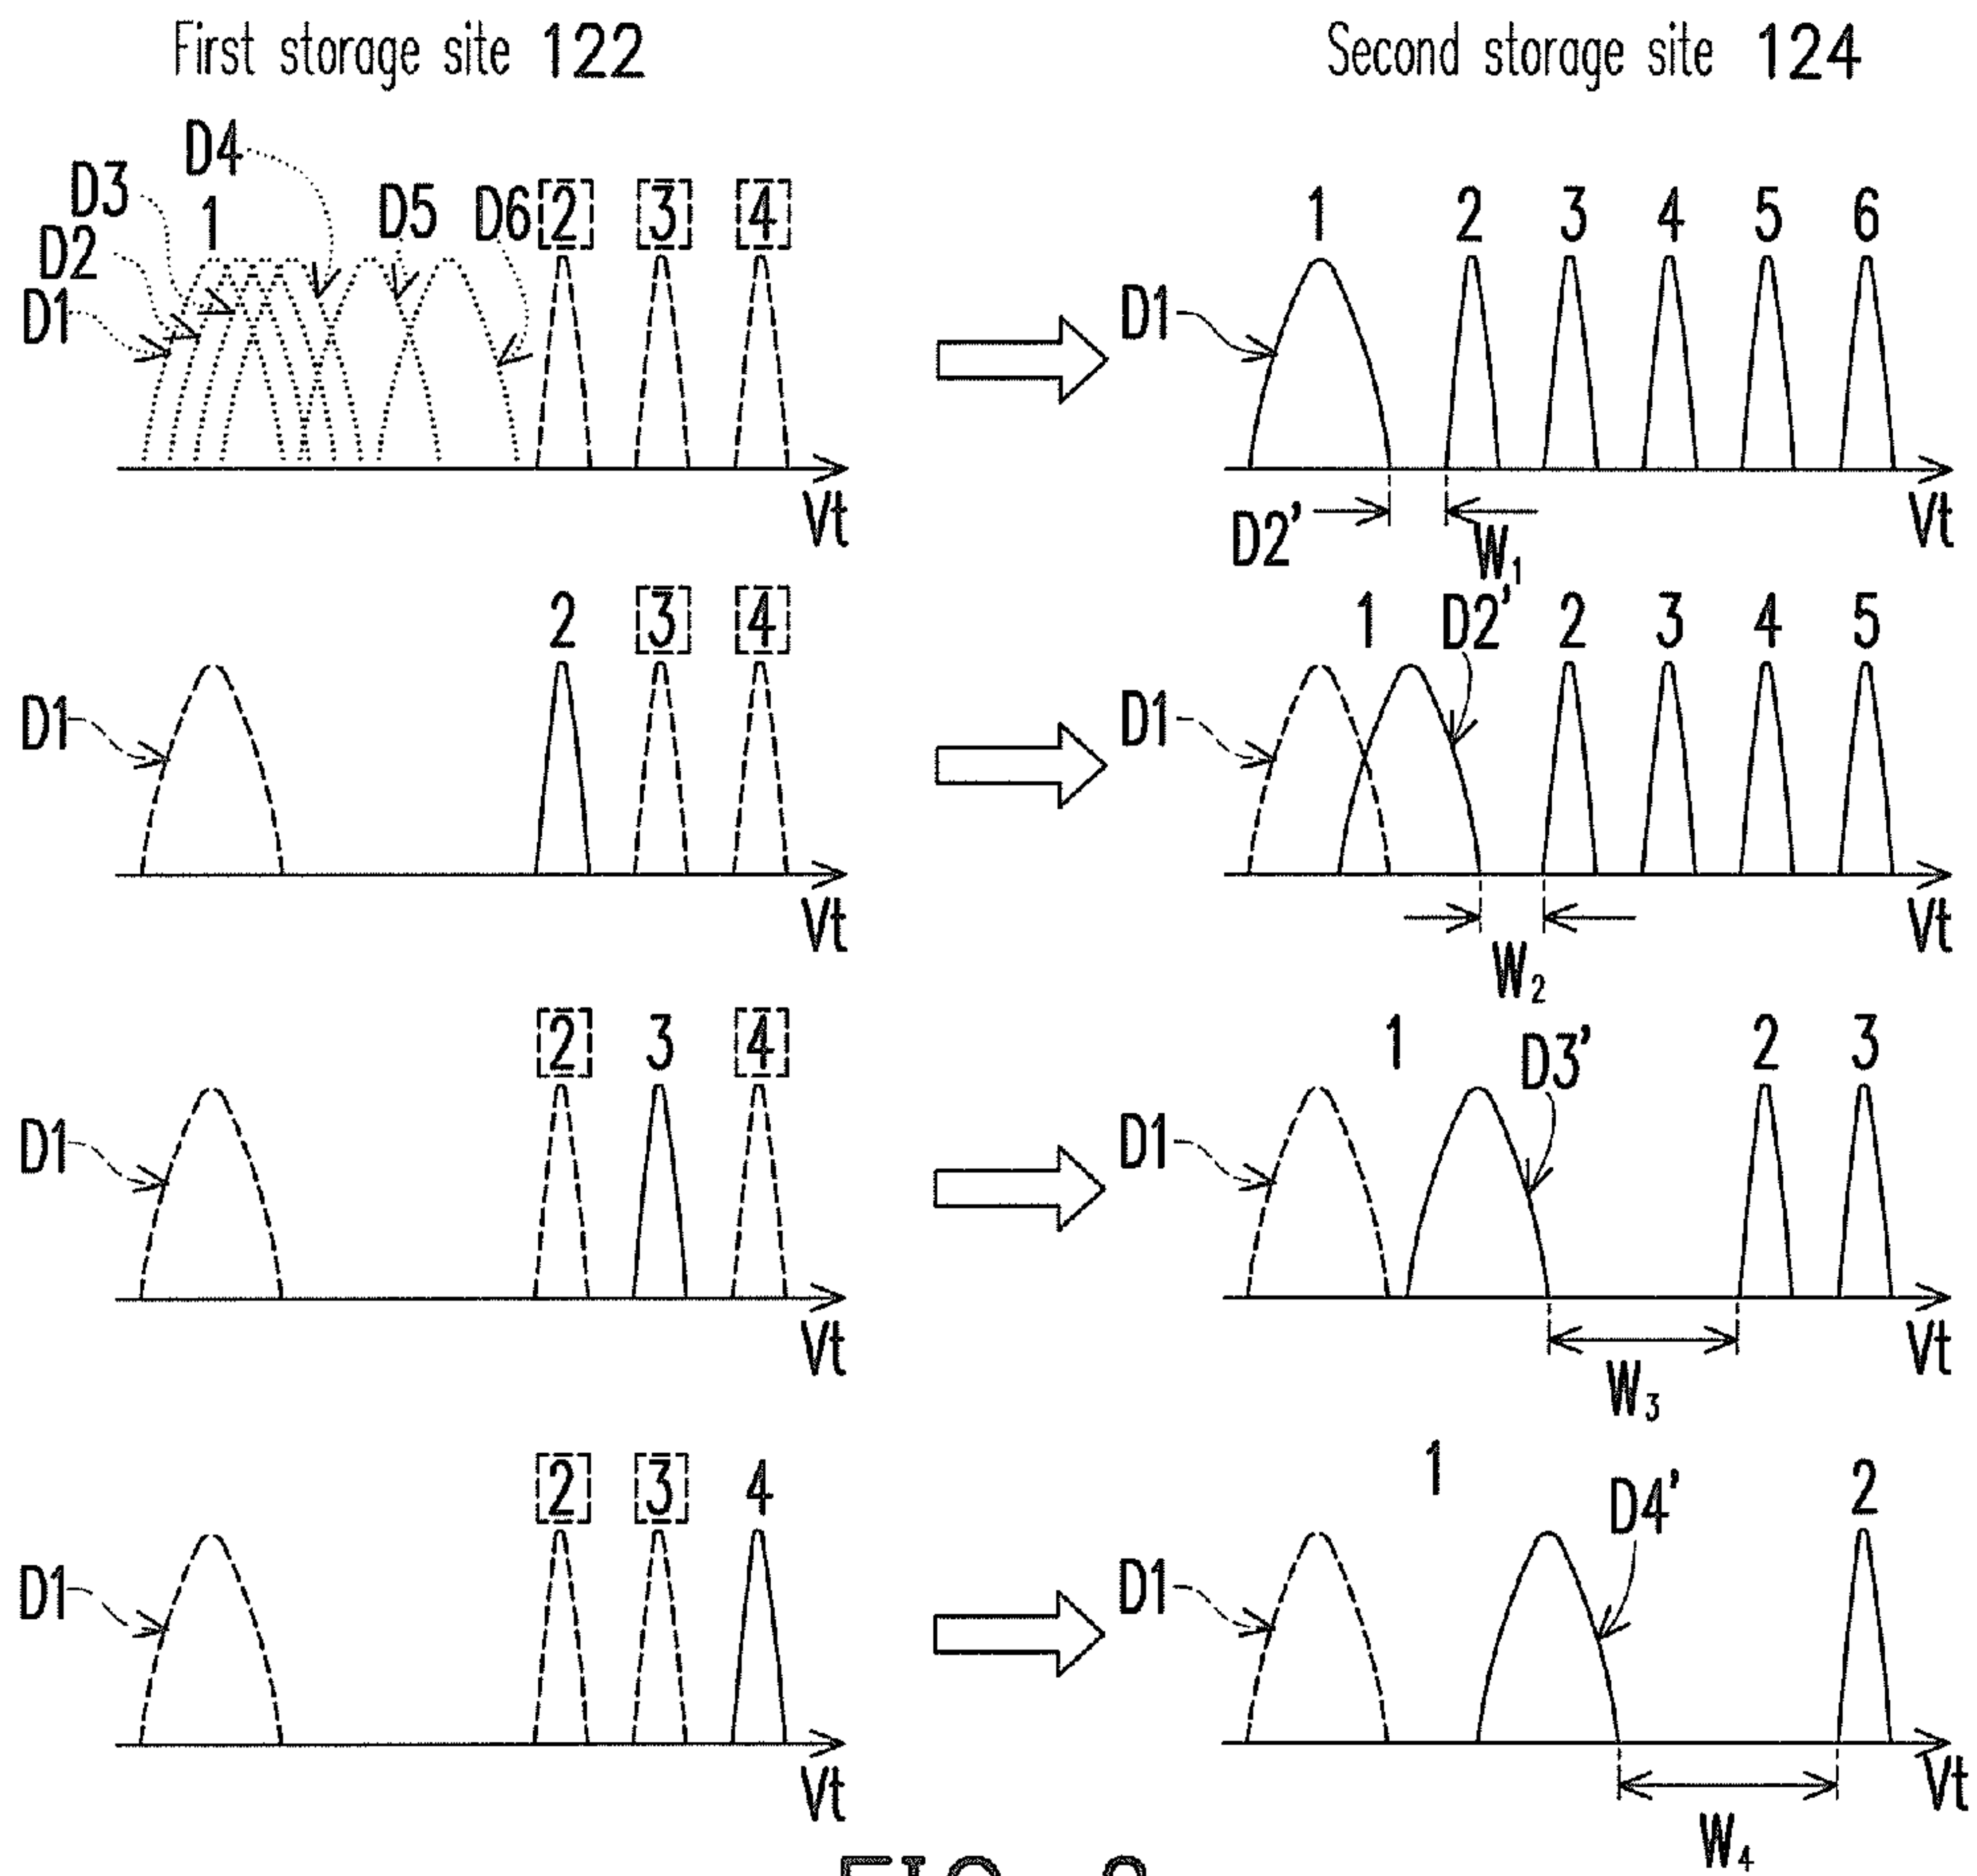 First storage site 122
Second storage site 124
D4
D3
1
D5
D6
2
3
4
D2
D1
Vt
1
2
3
4
5
6
D1
D2'
W1
Vt
2
3
4
D1
Vt
1
D2'
2
3
4
5
D1
W2
Vt
2
3
4
D1
Vt
1
D3'
2
3
D1
W3
Vt
2
3
4
D1
Vt
1
D4'
2
D1
W4
Vt